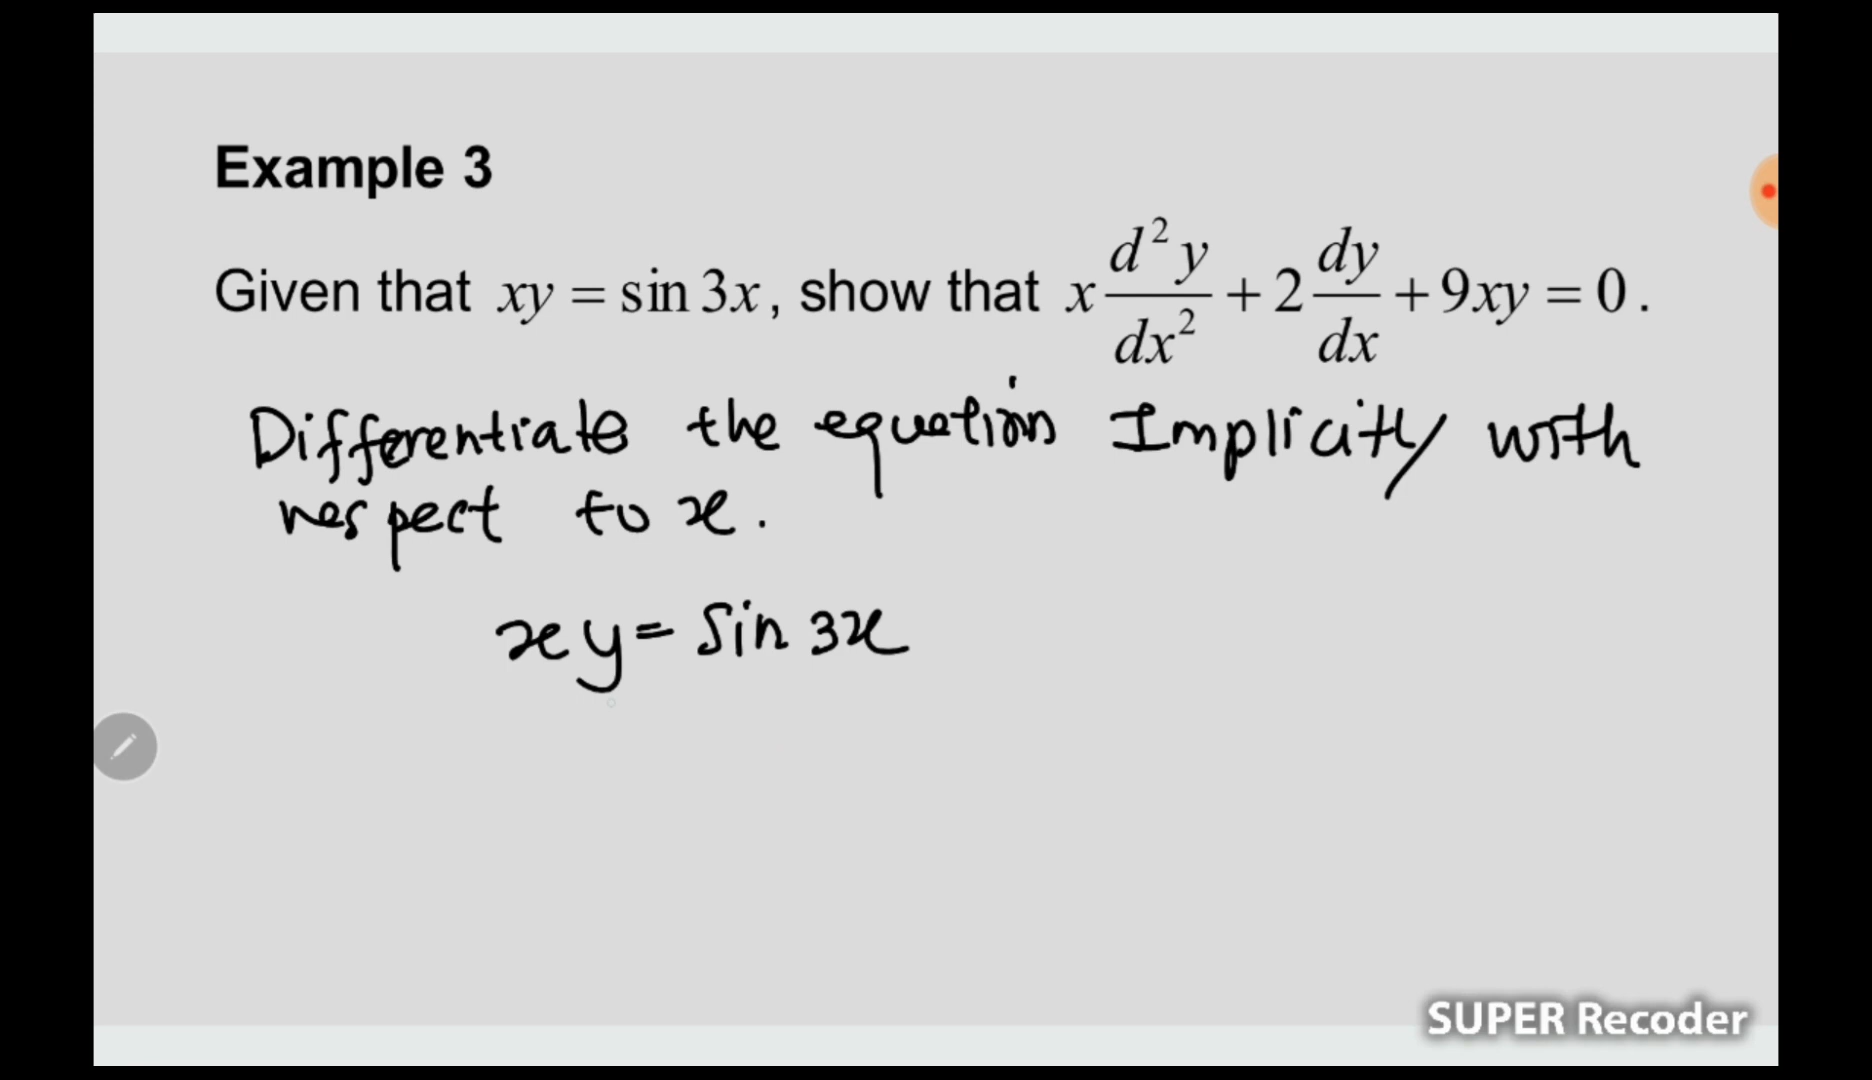 Example 3
Given that xy = sin 3x, show that x d²y/dx² + 2 dy/dx + 9xy = 0.
Differentiate the equation Implicitly with
respect to x.
xy = Sin 3x
SUPER Recoder